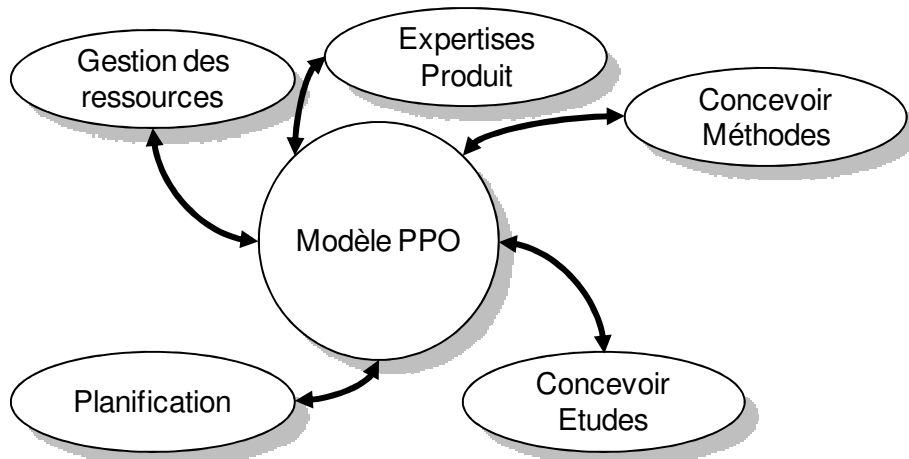 Gestion des
ressources
Expertises
Produit
Concevoir
Méthodes
Modèle PPO
Planification
Concevoir
Etudes